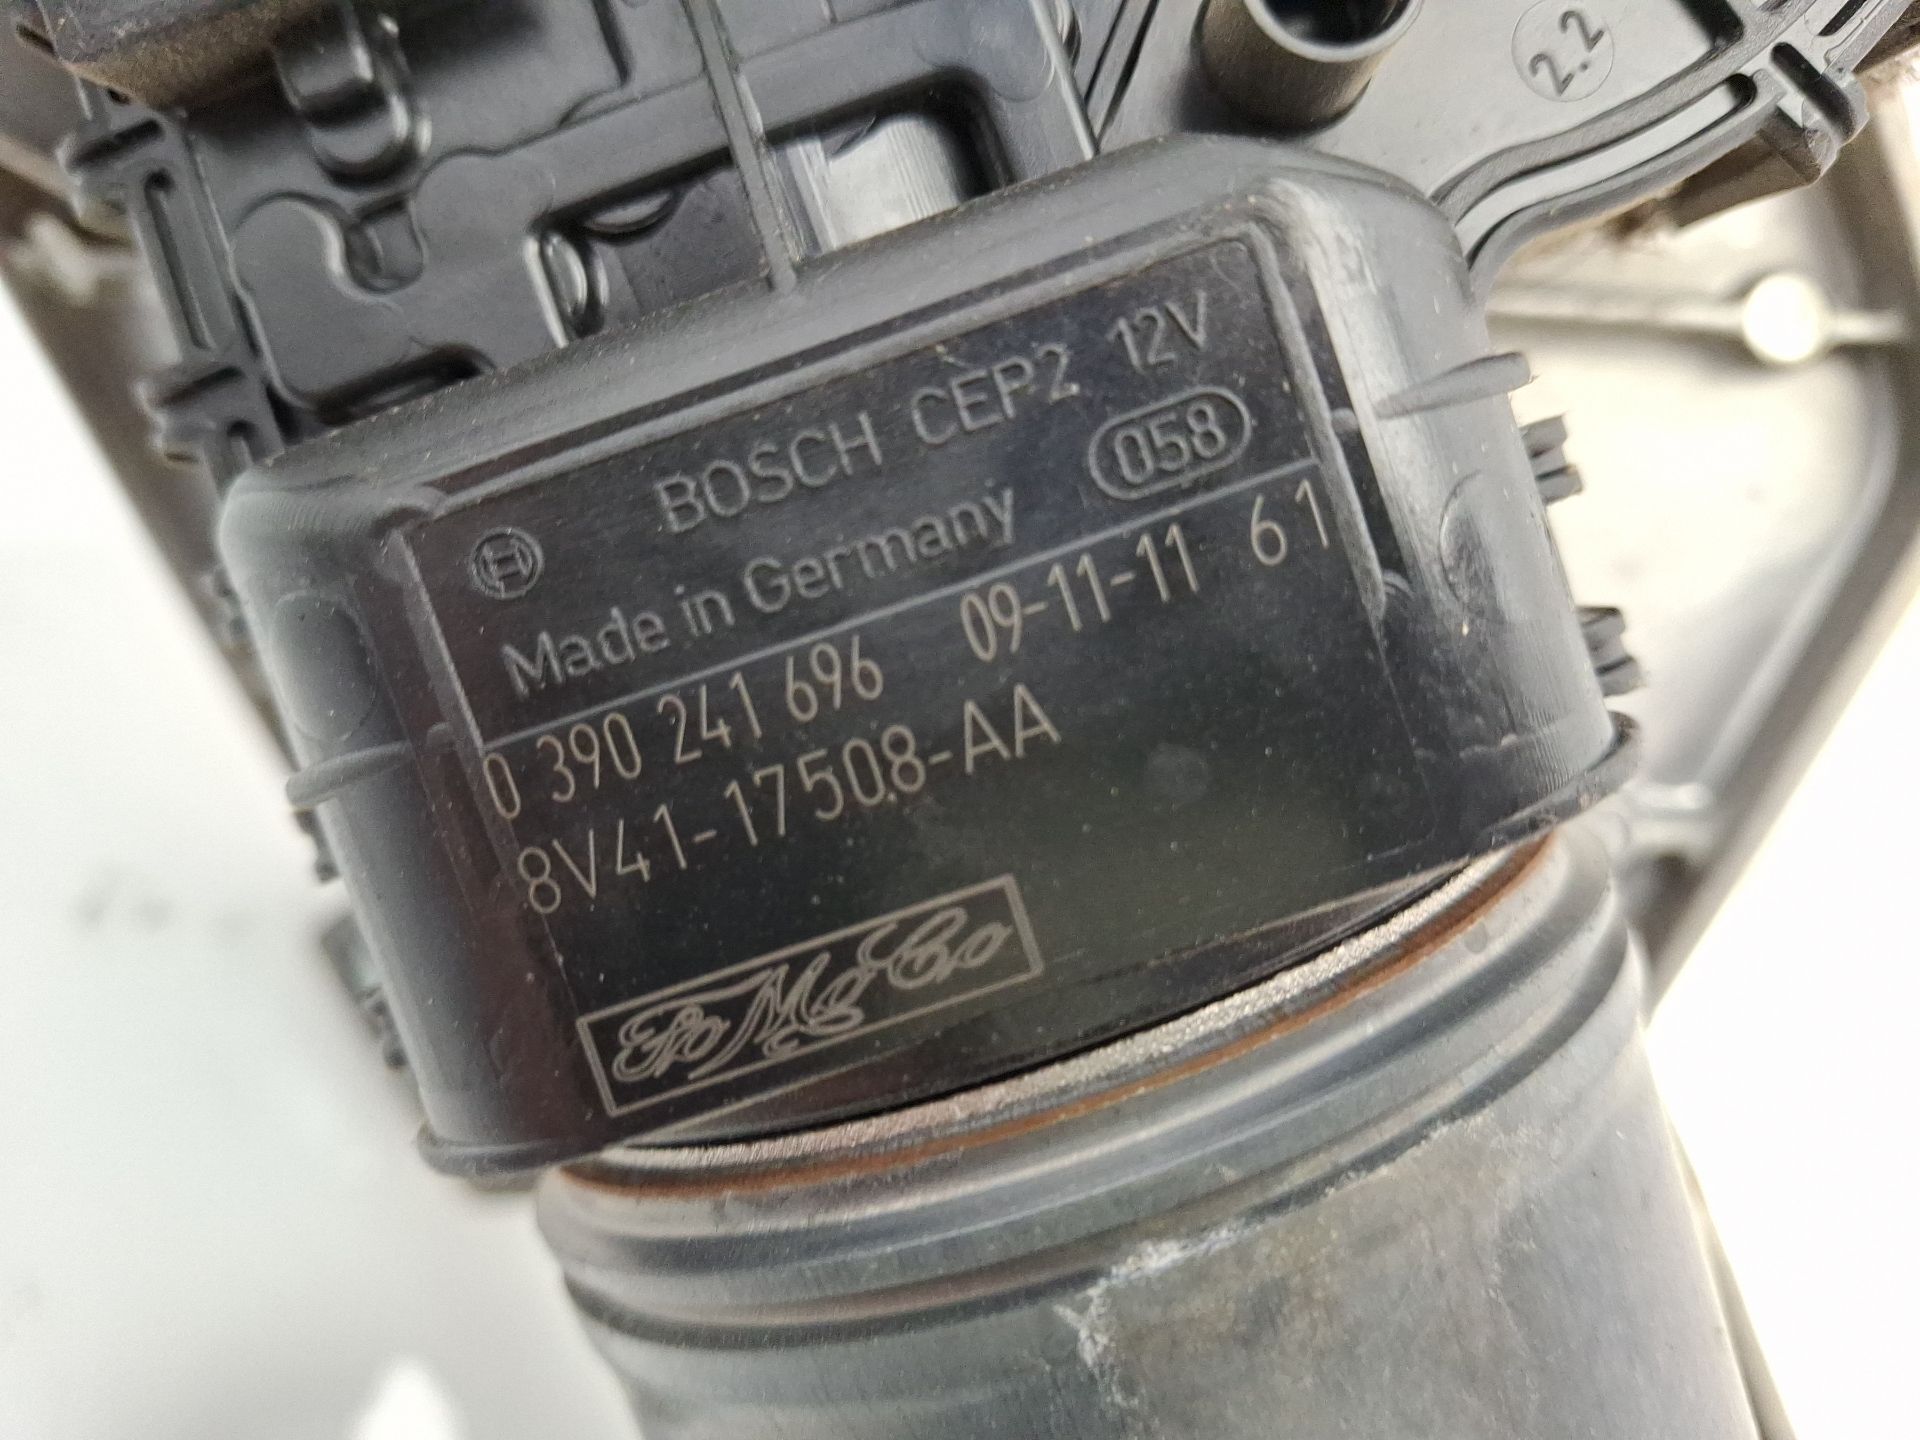 2.2
BOSCH CEP2 12V
Made in Germany 058
0 390 241 696 09-11-11 61
8V41-17508-AA
FoMoCo